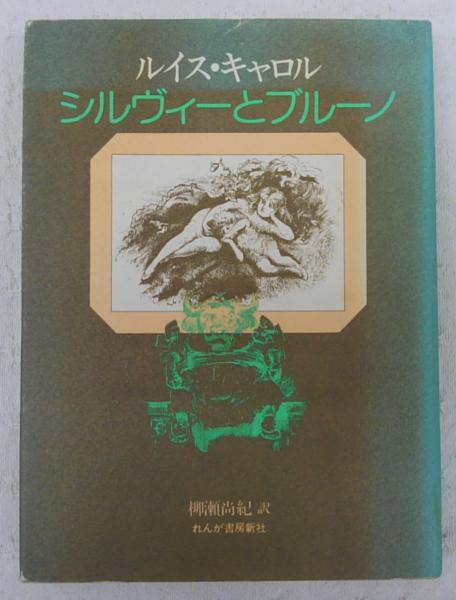 ルイス・キャロル
シルヴィーとブルーノ
柳瀬尚紀 訳
れんが書房新社